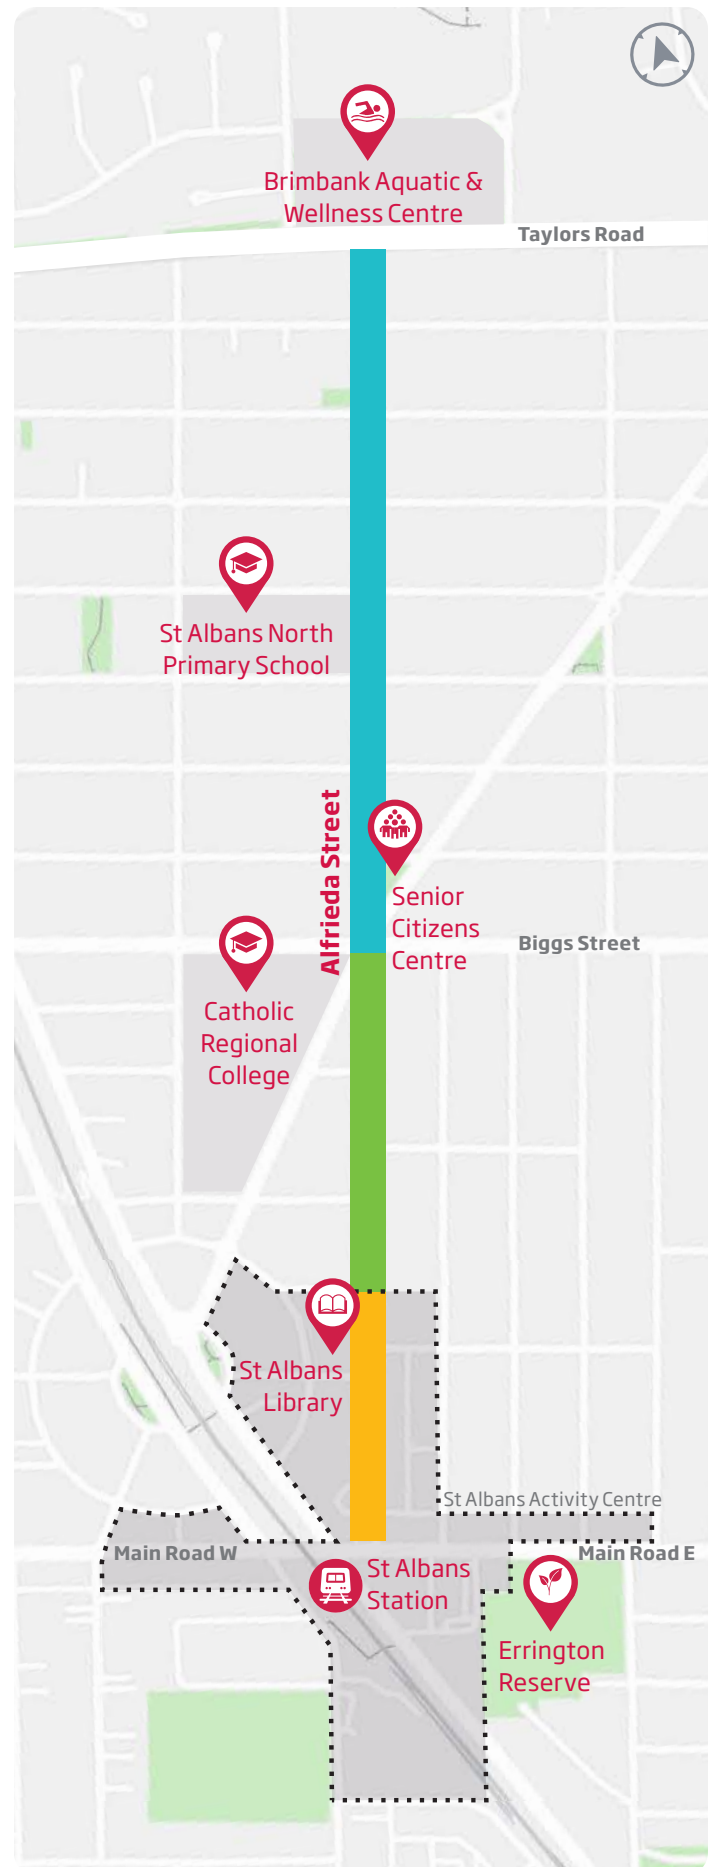 Brimbank Aquatic &
Wellness Centre
Taylors Road
St Albans North
Primary School
Alfrieda Street
Senior
Citizens
Centre
Biggs Street
Catholic
Regional
College
St Albans
Library
St Albans Activity Centre
Main Road W
Main Road E
St Albans
Station
Errington
Reserve